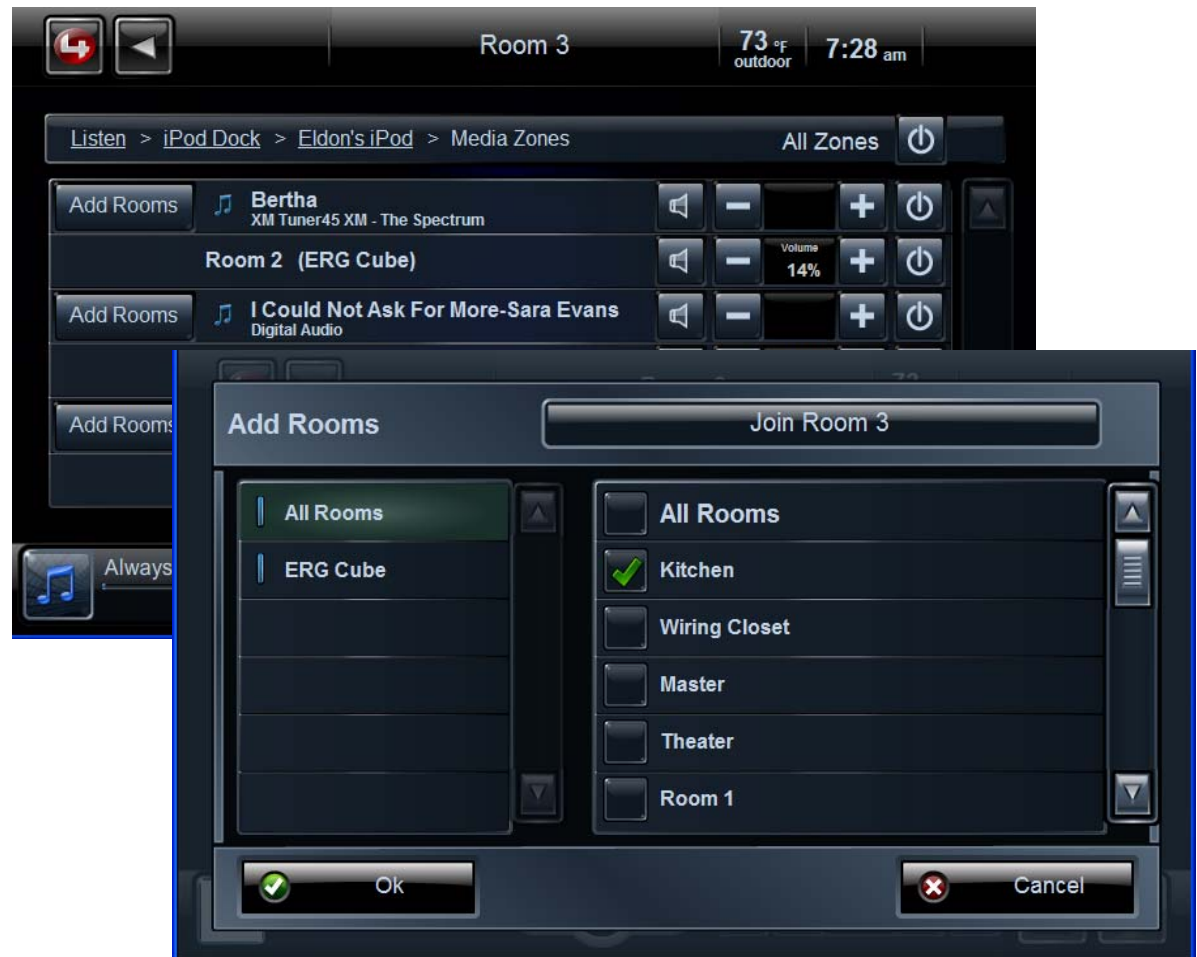 Room 3
73 °F outdoor
7:28 am
Listen > iPod Dock > Eldon's iPod > Media Zones
All Zones
Add Rooms
Bertha
XM Tuner45 XM - The Spectrum
Room 2 (ERG Cube)
Volume
14%
Add Rooms
I Could Not Ask For More-Sara Evans
Digital Audio
Add Rooms
Always
Add Rooms
Join Room 3
All Rooms
ERG Cube
All Rooms
Kitchen
Wiring Closet
Master
Theater
Room 1
Ok
Cancel